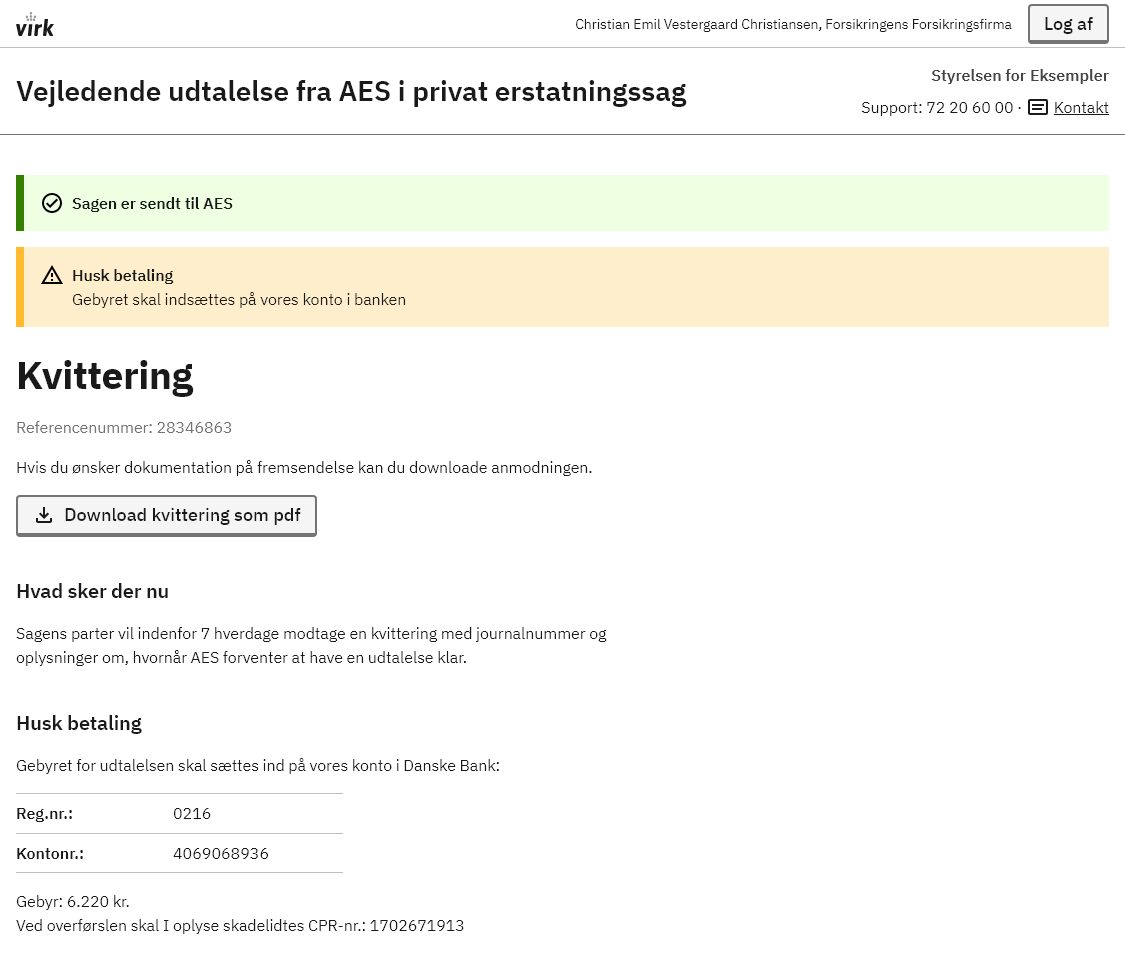 virk
Christian Emil Vestergaard Christiansen, Forsikringens Forsikringsfirma
Log af
Vejledende udtalelse fra AES i privat erstatningssag
Styrelsen for Eksempler
Support: 72 20 60 00 · Kontakt
Sagen er sendt til AES
Husk betaling
Gebyret skal indsættes på vores konto i banken
Kvittering
Referencenummer: 28346863
Hvis du ønsker dokumentation på fremsendelse kan du downloade anmodningen.
Download kvittering som pdf
Hvad sker der nu
Sagens parter vil indenfor 7 hverdage modtage en kvittering med journalnummer og
oplysninger om, hvornår AES forventer at have en udtalelse klar.
Husk betaling
Gebyret for udtalelsen skal sættes ind på vores konto i Danske Bank:
Reg.nr.: 0216
Kontonr.: 4069068936
Gebyr: 6.220 kr.
Ved overførslen skal I oplyse skadelidtes CPR-nr.: 1702671913